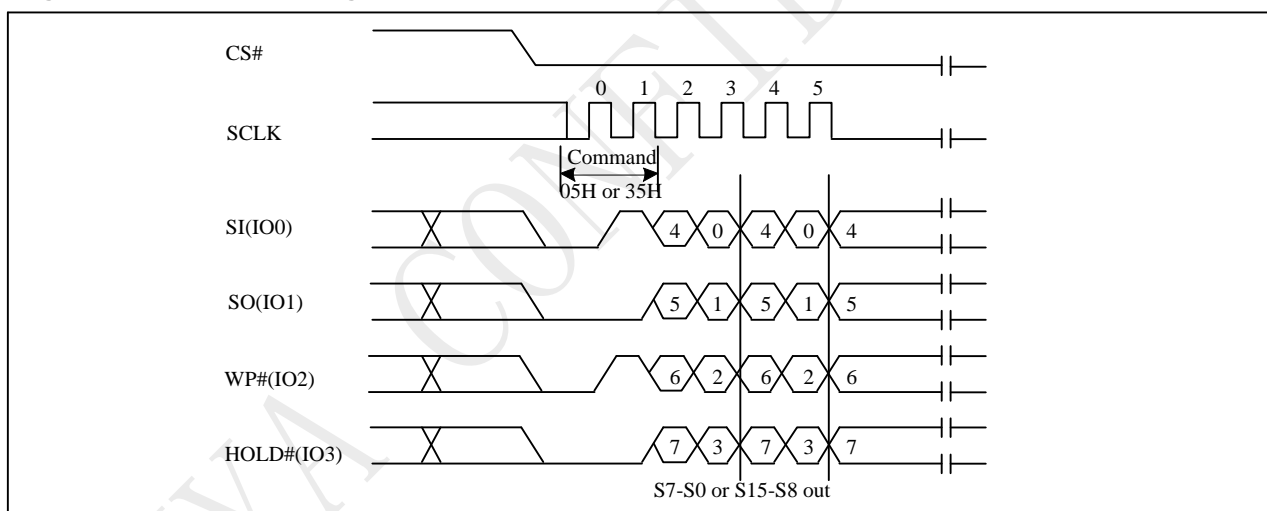 CS#
0 1 2 3 4 5
SCLK
Command
05H or 35H
SI(IO0) 4 0 4 0 4
SO(IO1) 5 1 5 1 5
WP#(IO2) 6 2 6 2 6
HOLD#(IO3) 7 3 7 3 7
S7-S0 or S15-S8 out